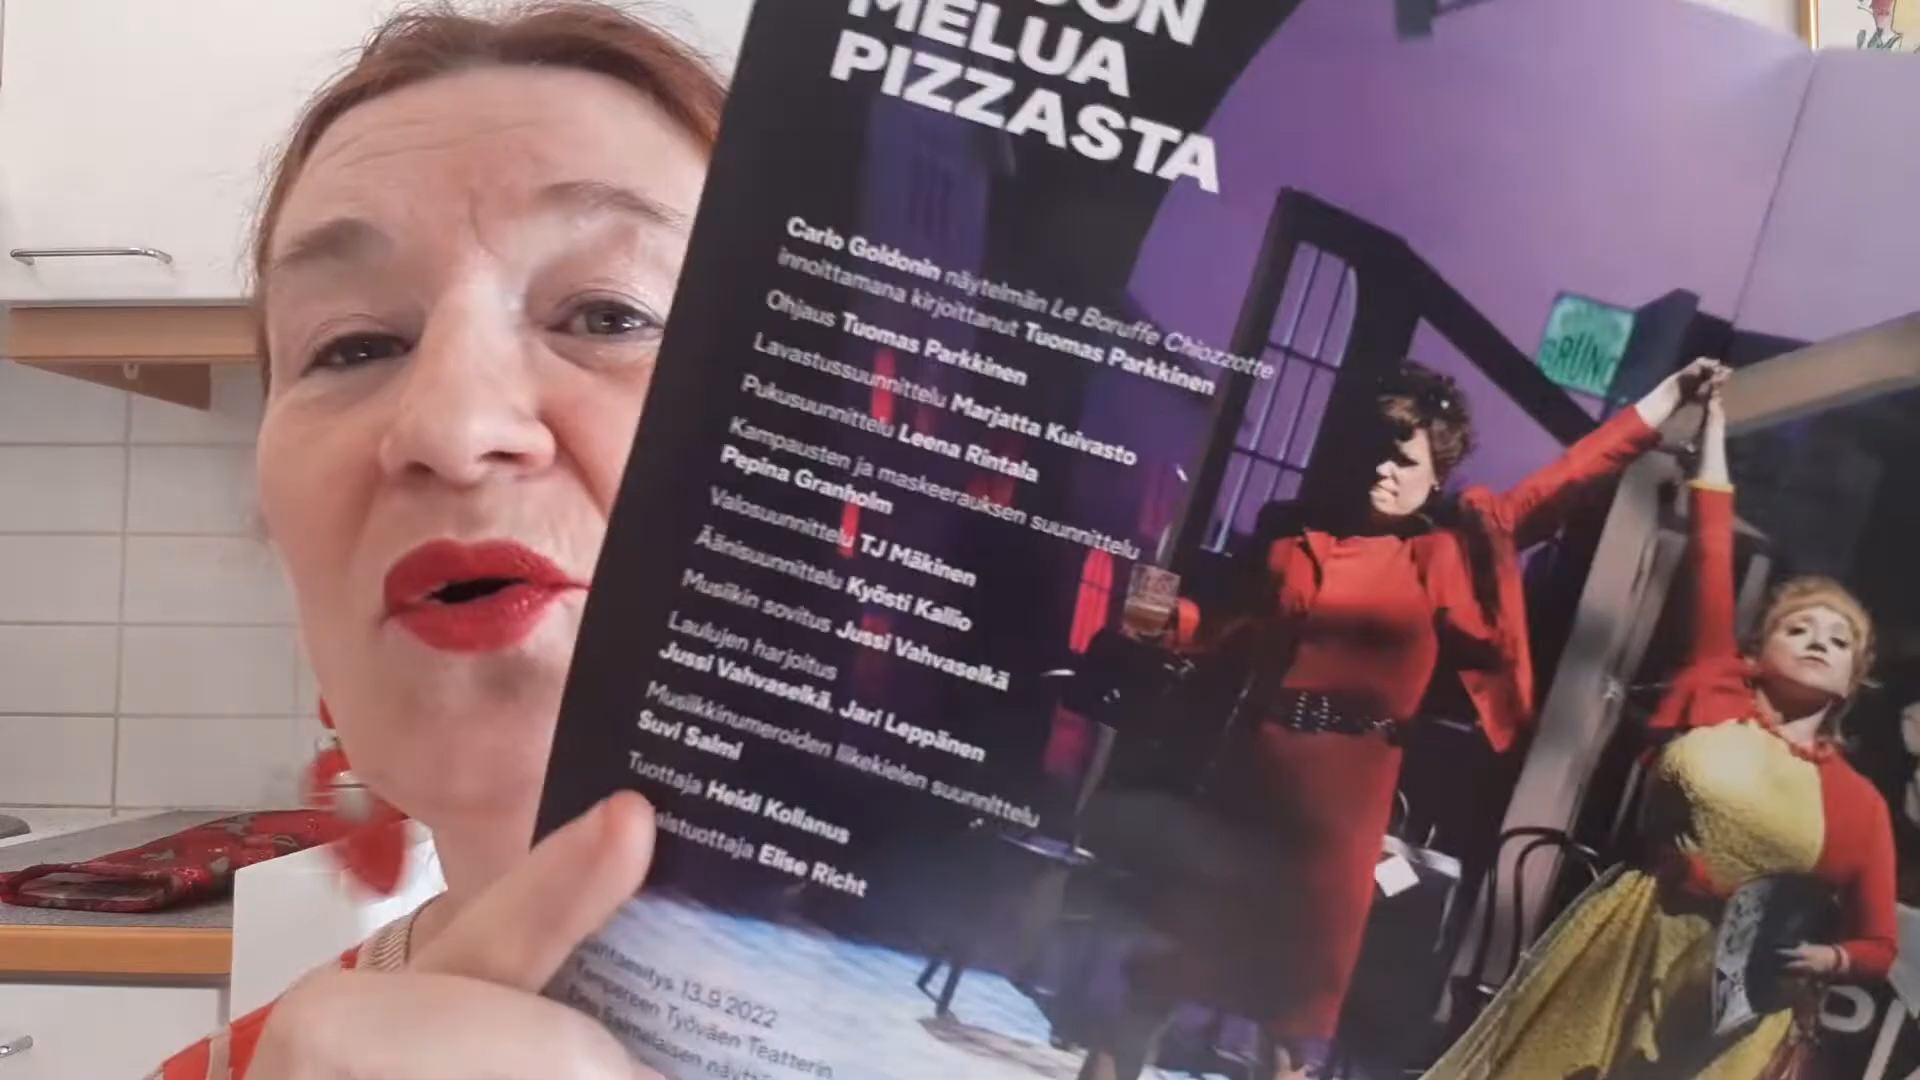 MELUA
PIZZASTA
Carlo Goldonin näytelmän Le Baruffe Chiozzotte
innoittamana kirjoittanut Tuomas Parkkinen
Ohjaus Tuomas Parkkinen
Lavastussuunnittelu Marjatta Kuivasto
Pukusuunnittelu Leena Rintala
Kampausten ja maskeerauksen suunnittelu
Pepina Granholm
Valosuunnittelu TJ Mäkinen
Äänisuunnittelu Kyösti Kallio
Musiikin sovitus Jussi Vahvaselkä
Laulujen harjoitus
Jussi Vahvaselkä, Jari Leppänen
Musiikkinumeroiden liikekielen suunnittelu
Suvi Salmi
Tuottaja Heidi Kollanus
Elise Richt
13.9.2022
Tampereen Työväen Teatterin